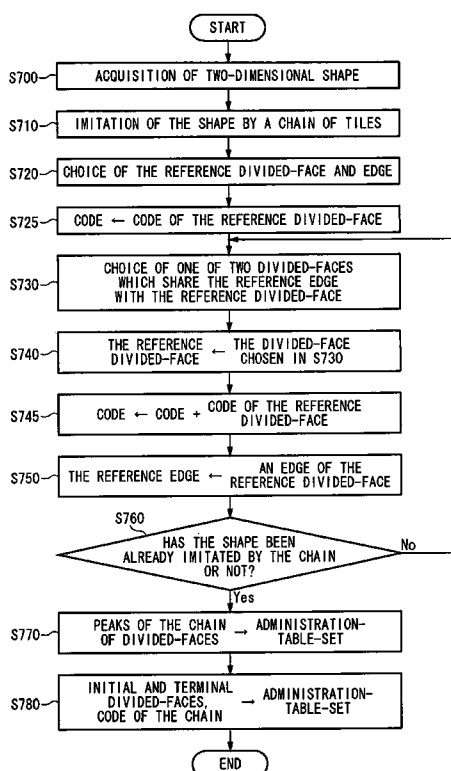 START
S700
ACQUISITION OF TWO-DIMENSIONAL SHAPE
S710
IMITATION OF THE SHAPE BY A CHAIN OF TILES
S720
CHOICE OF THE REFERENCE DIVIDED-FACE AND EDGE
S725
CODE ← CODE OF THE REFERENCE DIVIDED-FACE
S730
CHOICE OF ONE OF TWO DIVIDED-FACES
WHICH SHARE THE REFERENCE EDGE
WITH THE REFERENCE DIVIDED-FACE
S740
THE REFERENCE ← THE DIVIDED-FACE
DIVIDED-FACE CHOSEN IN S730
S745
CODE ← CODE + CODE OF THE REFERENCE
DIVIDED-FACE
S750
THE REFERENCE EDGE ← AN EDGE OF THE
REFERENCE DIVIDED-FACE
S760
HAS THE SHAPE BEEN
ALREADY IMITATED BY THE CHAIN
OR NOT?
No
Yes
S770
PEAKS OF THE CHAIN → ADMINISTRATION-
OF DIVIDED-FACES TABLE-SET
S780
INITIAL AND TERMINAL
DIVIDED-FACES, → ADMINISTRATION-
CODE OF THE CHAIN TABLE-SET
END